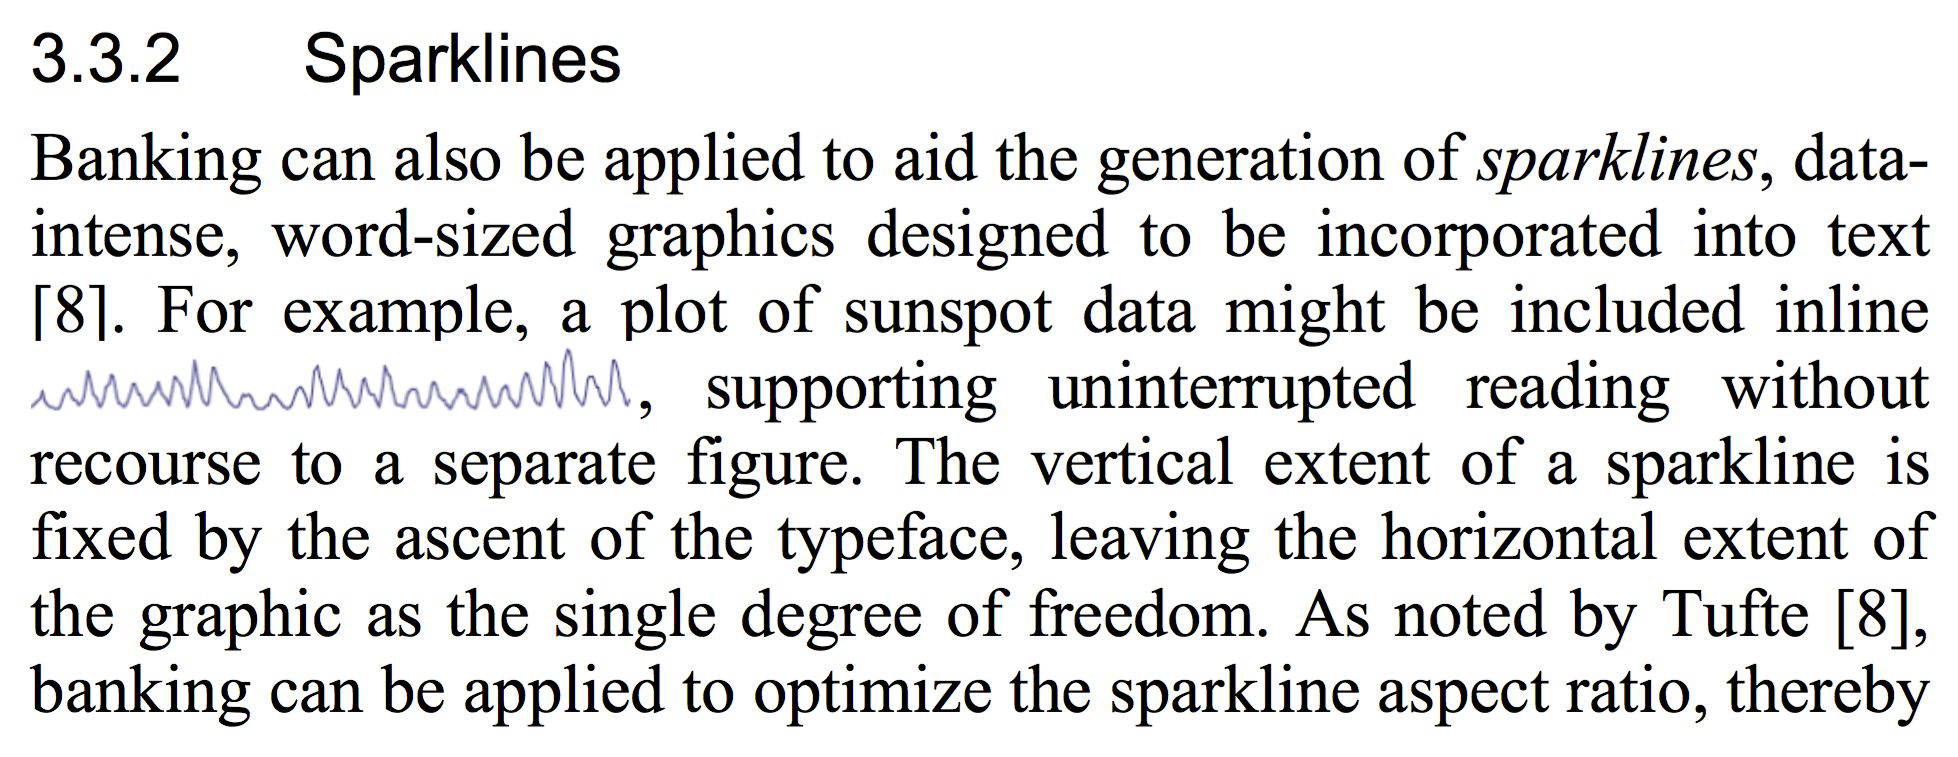 3.3.2 Sparklines
Banking can also be applied to aid the generation of sparklines, data-
intense, word-sized graphics designed to be incorporated into text
[8]. For example, a plot of sunspot data might be included inline
, supporting uninterrupted reading without
recourse to a separate figure. The vertical extent of a sparkline is
fixed by the ascent of the typeface, leaving the horizontal extent of
the graphic as the single degree of freedom. As noted by Tufte [8],
banking can be applied to optimize the sparkline aspect ratio, thereby